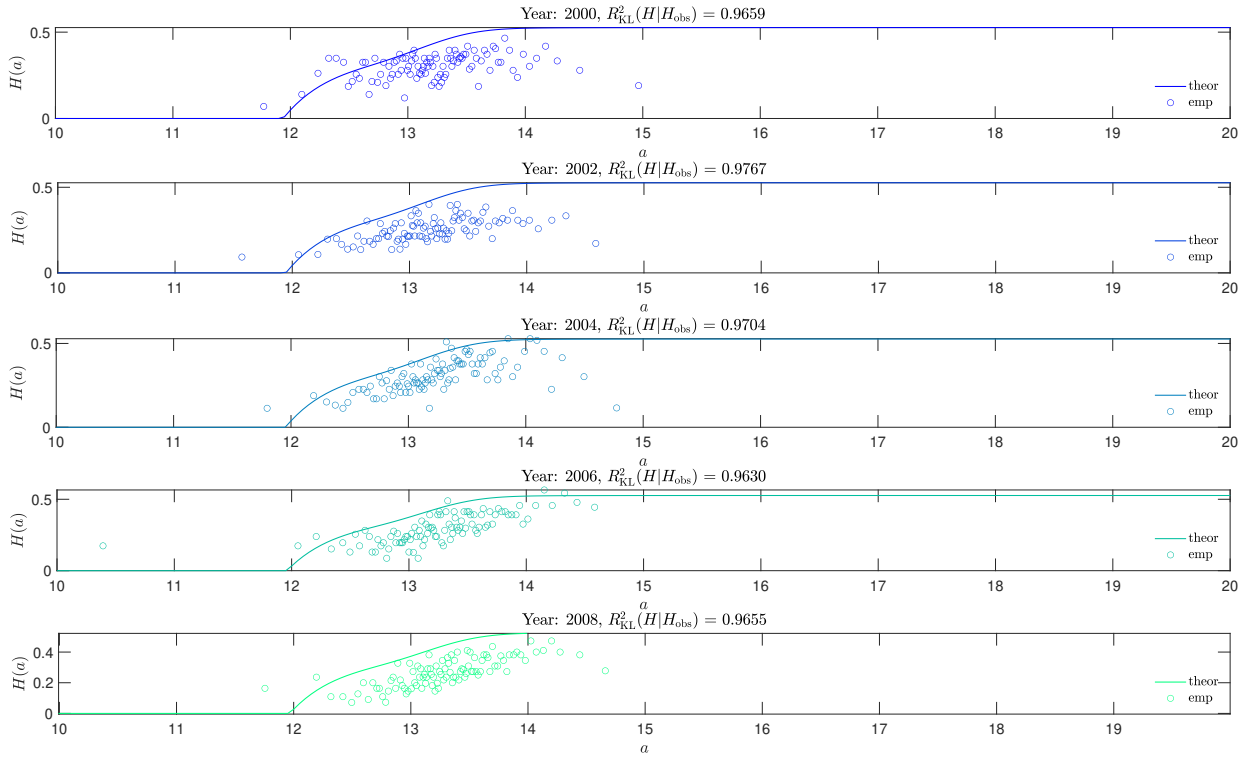 Year: 2000, R²_KL(H|H_obs) = 0.9659
0.5
H(a)
theor
emp
0
10 11 12 13 14 15 16 17 18 19 20
a
Year: 2002, R²_KL(H|H_obs) = 0.9767
0.5
H(a)
theor
emp
0
10 11 12 13 14 15 16 17 18 19 20
a
Year: 2004, R²_KL(H|H_obs) = 0.9704
0.5
H(a)
theor
emp
0
10 11 12 13 14 15 16 17 18 19 20
a
Year: 2006, R²_KL(H|H_obs) = 0.9630
0.5
H(a)
theor
emp
0
10 11 12 13 14 15 16 17 18 19 20
a
Year: 2008, R²_KL(H|H_obs) = 0.9655
0.4
H(a)
0.2
theor
emp
0
10 11 12 13 14 15 16 17 18 19 20
a